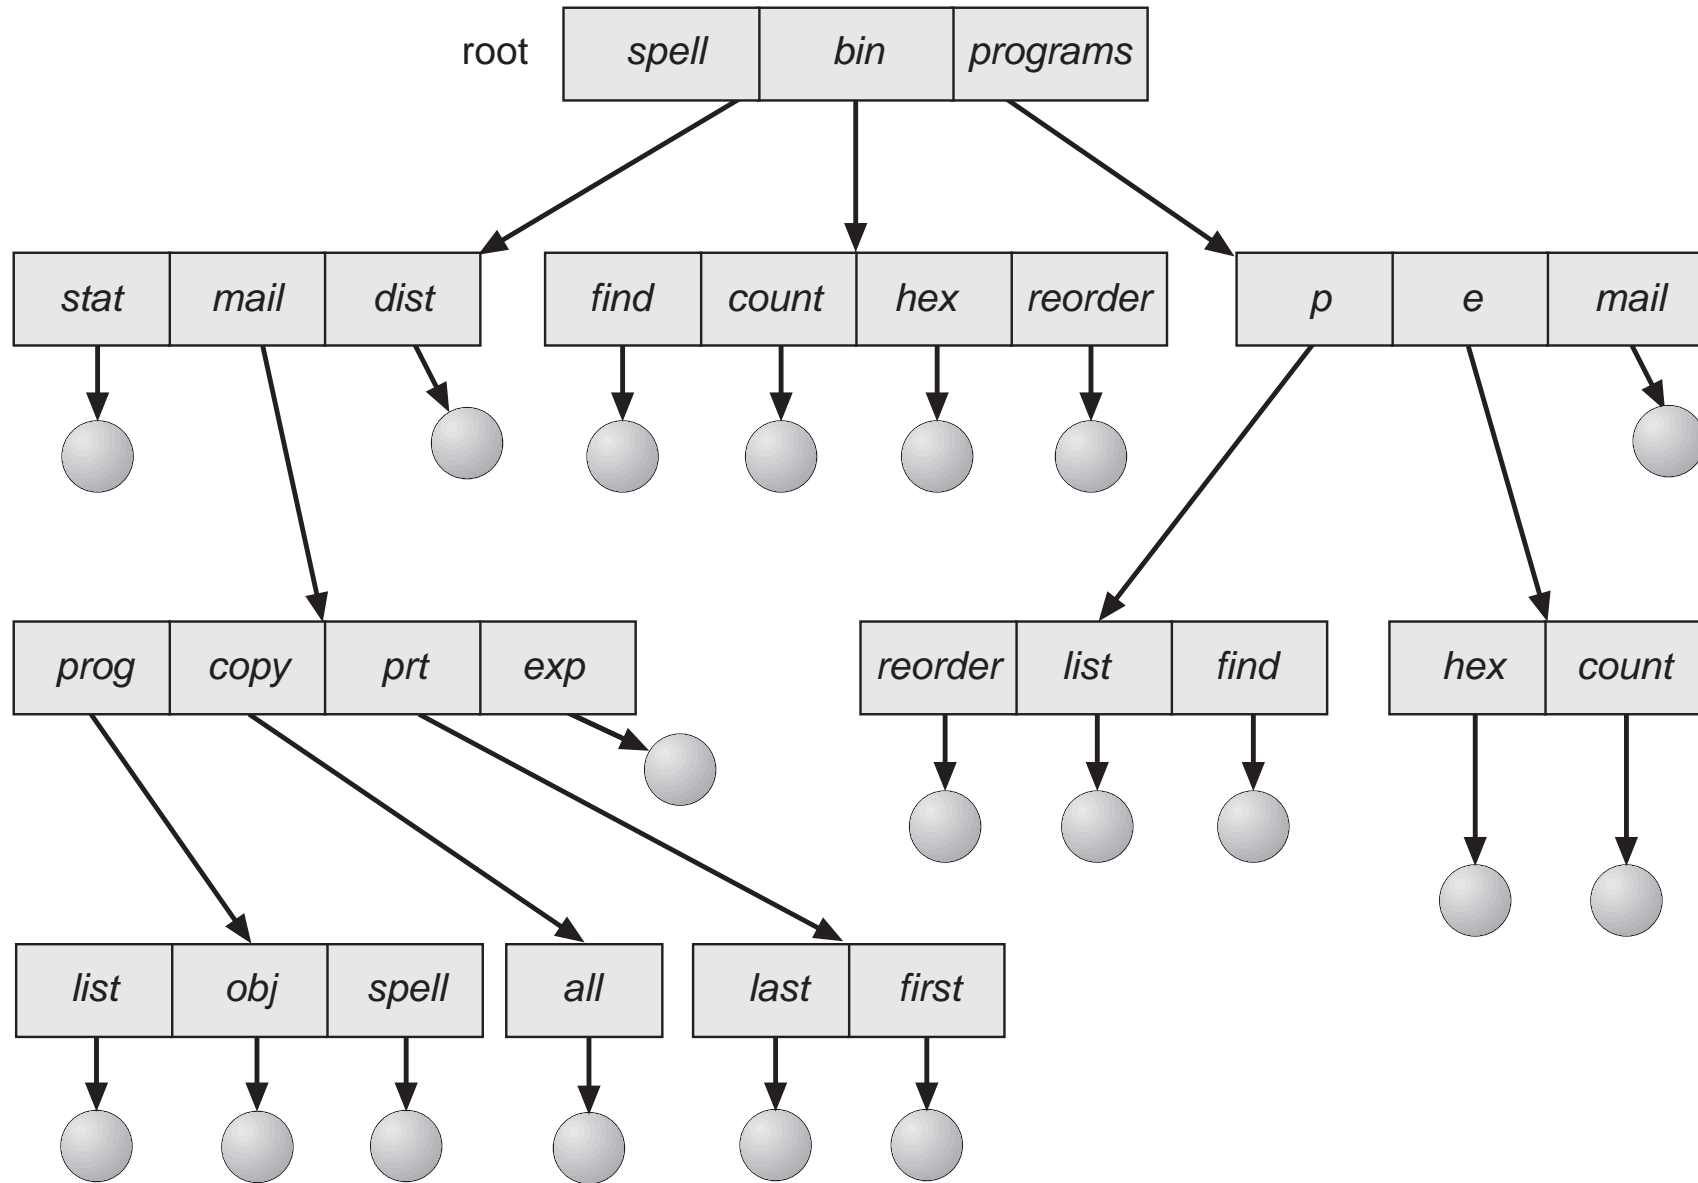 root spell bin programs
stat mail dist find count hex reorder p e mail
prog copy prt exp reorder list find hex count
list obj spell all last first